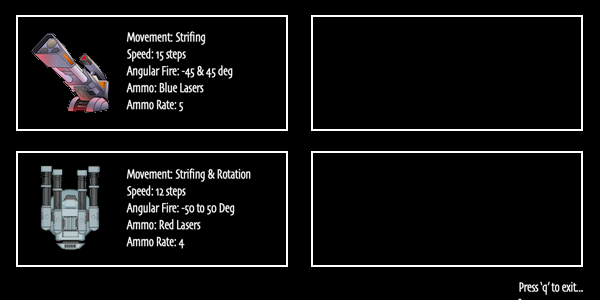 Movement: Strifing
Speed: 15 steps
Angular Fire: -45 & 45 deg
Ammo: Blue Lasers
Ammo Rate: 5
Movement: Strifing & Rotation
Speed: 12 steps
Angular Fire: -50 to 50 Deg
Ammo: Red Lasers
Ammo Rate: 4
Press 'q' to exit...